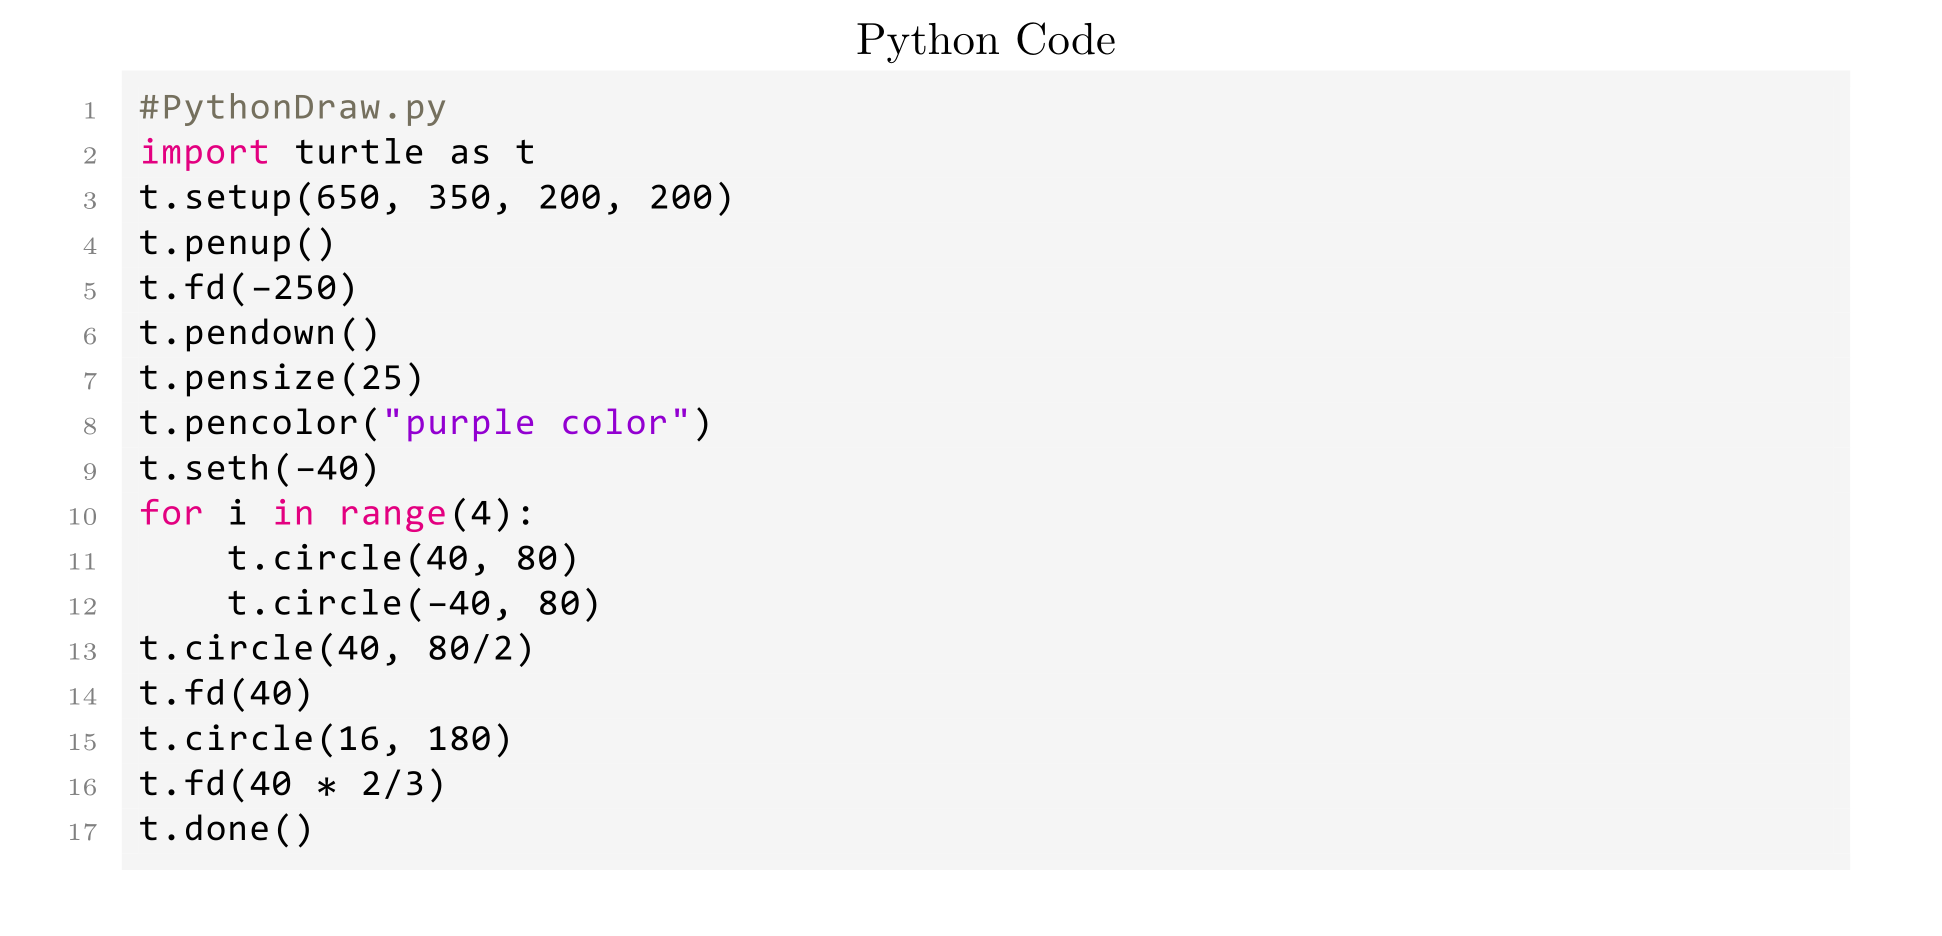 Python Code
1 #PythonDraw.py
2 import turtle as t
3 t.setup(650, 350, 200, 200)
4 t.penup()
5 t.fd(-250)
6 t.pendown()
7 t.pensize(25)
8 t.pencolor("purple color")
9 t.seth(-40)
10 for i in range(4):
11     t.circle(40, 80)
12     t.circle(-40, 80)
13 t.circle(40, 80/2)
14 t.fd(40)
15 t.circle(16, 180)
16 t.fd(40 * 2/3)
17 t.done()